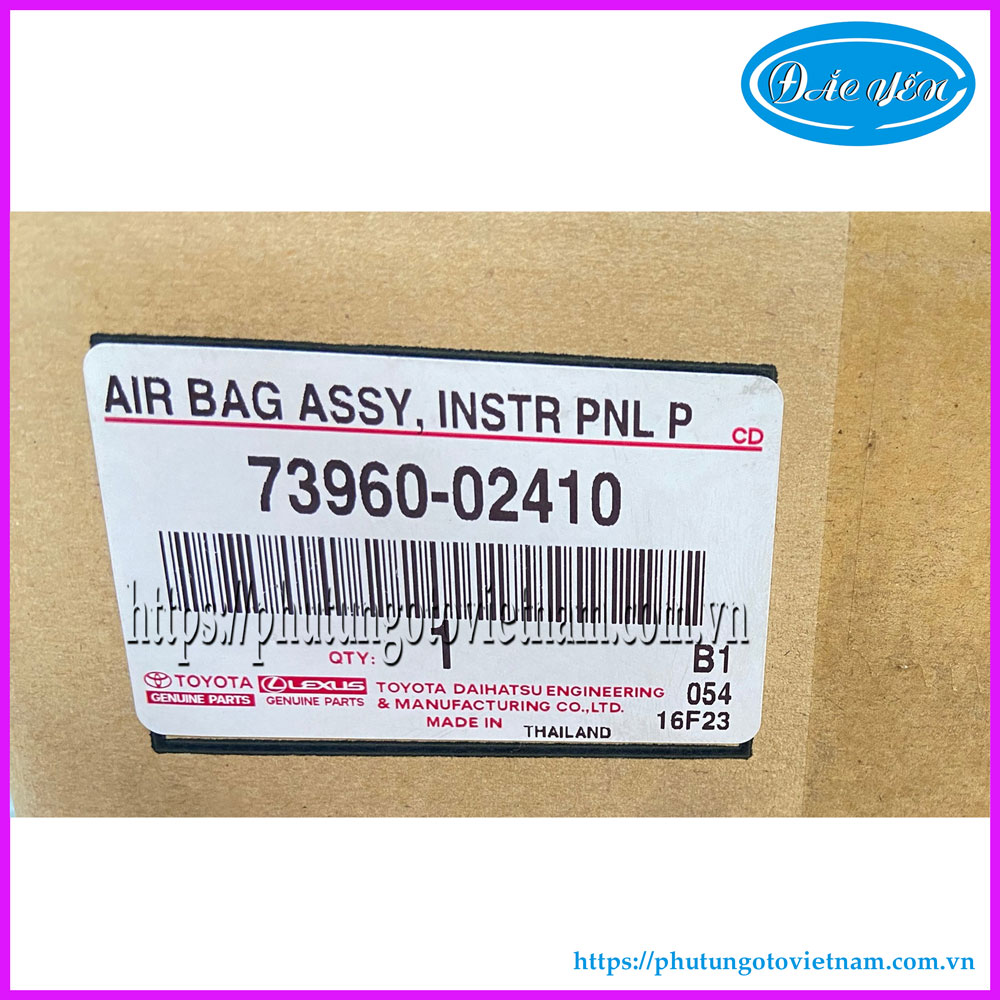 ĐẮC YẾN
AIR BAG ASSY, INSTR PNL P CD
73960-02410
https://phutungotovietnam.com.vn
QTY: 1
B1
TOYOTA LEXUS TOYOTA DAIHATSU ENGINEERING 054
GENUINE PARTS GENUINE PARTS & MANUFACTURING CO.,LTD. 16F23
MADE IN THAILAND
https://phutungotovietnam.com.vn